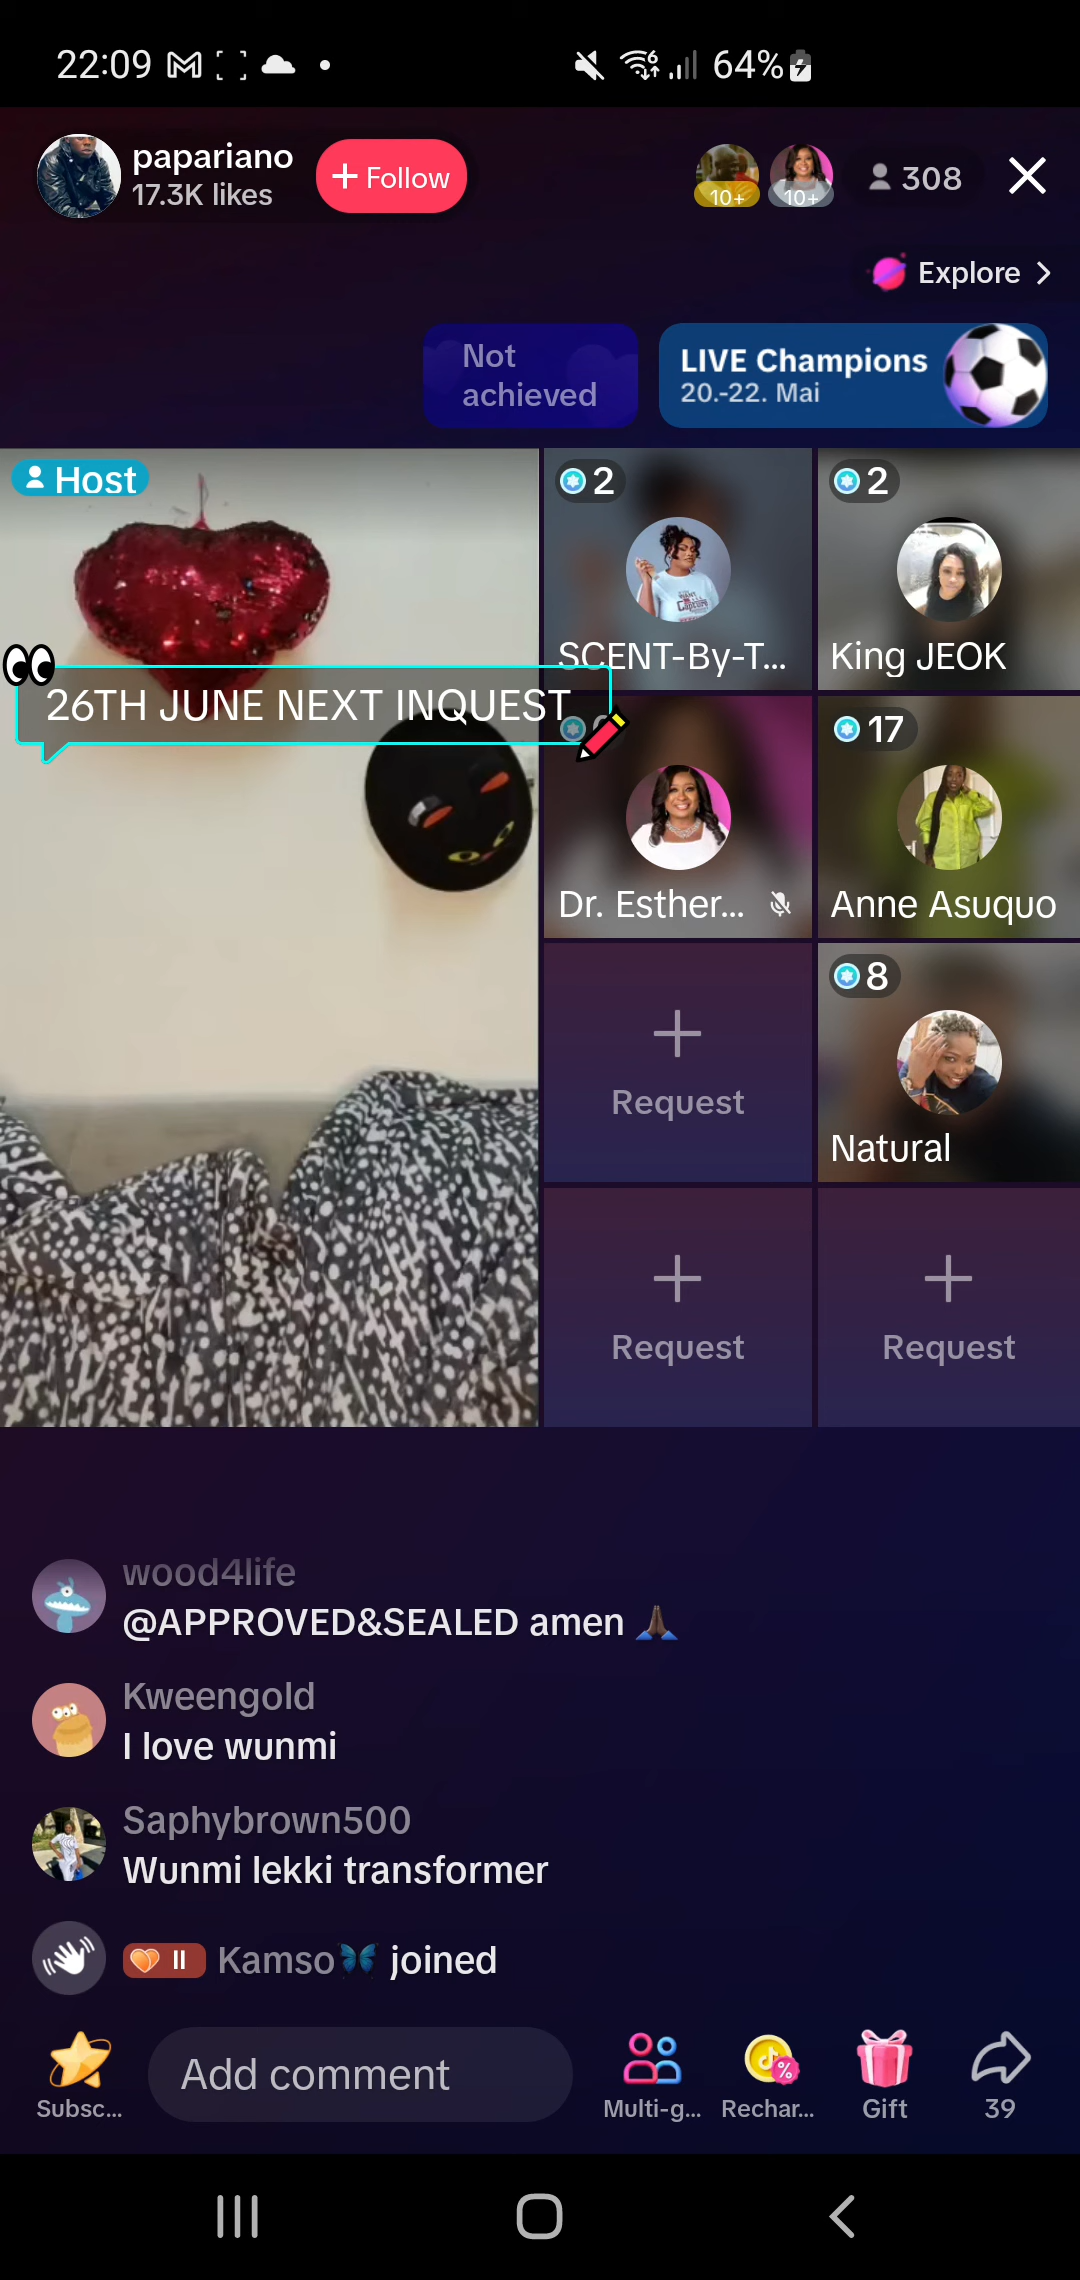 22:09
64%
papariano
17.3K likes
+ Follow
10+
10+
308
Explore
Not
achieved
LIVE Champions
20.-22. Mai
Host
2
SCENT-By-T...
2
King JEOK
26TH JUNE NEXT INQUEST
Dr. Esther...
17
Anne Asuquo
Request
8
Natural
Request
Request
wood4life
@APPROVED&SEALED amen 🙏🏿
Kweengold
I love wunmi
Saphybrown500
Wunmi lekki transformer
II Kamso🦋 joined
Subsc...
Add comment
Multi-g...
Rechar...
Gift
39